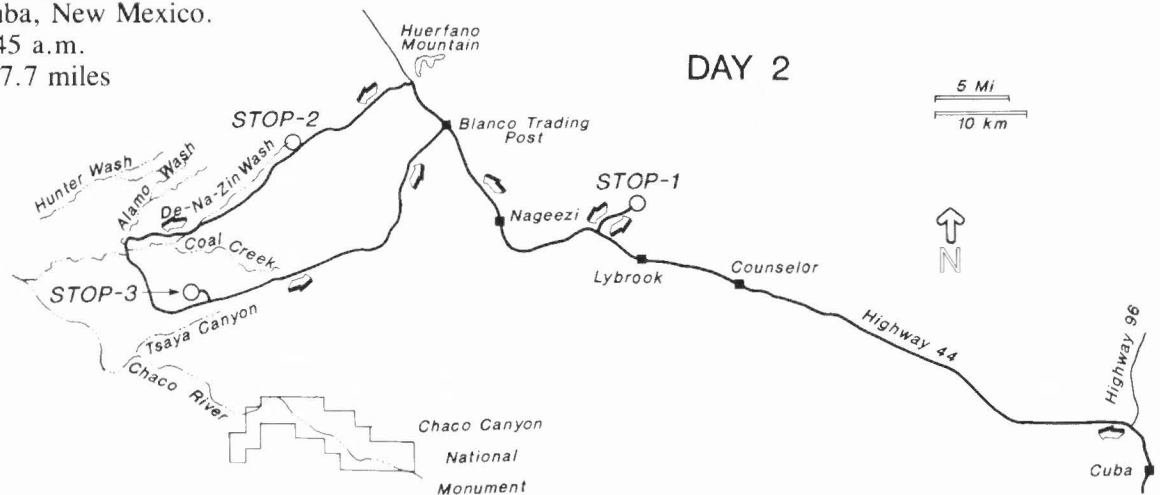 uba, New Mexico.
45 a.m.
7.7 miles
DAY 2
Huerfano
Mountain
5 Mi
10 km
STOP-2
Blanco Trading
Post
Hunter Wash
Alamo Wash
De-Na-Zin Wash
STOP-1
Nageezi
Coal Creek
Lybrook
Counselor
N
STOP-3
Tsaya Canyon
Highway 44
Highway 96
Chaco River
Chaco Canyon
National
Monument
Cuba